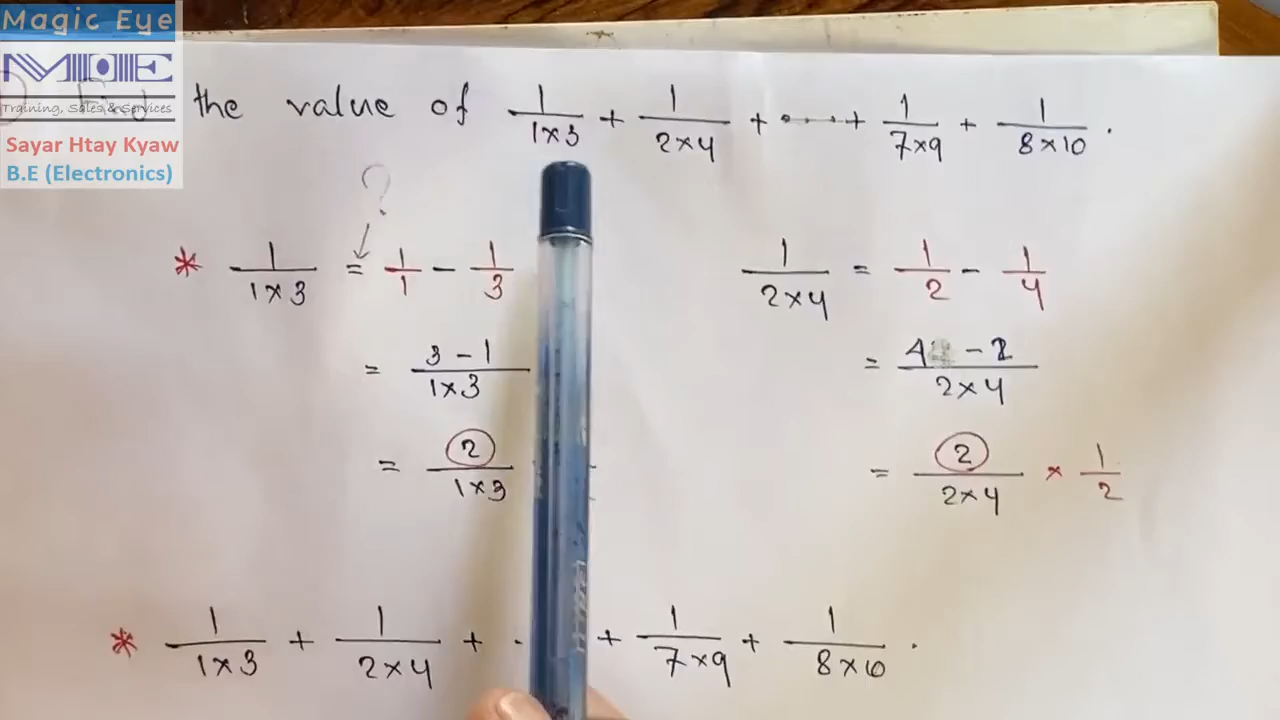 Magic Eye
MOE
Training, Sales & Services
Sayar Htay Kyaw
B.E (Electronics)
Find the value of 1/(1×3) + 1/(2×4) + ..... + 1/(7×9) + 1/(8×10) .
?
* 1/(1×3) = 1/1 - 1/3
= (3-1)/(1×3)
= 2/(1×3)
1/(2×4) = 1/2 - 1/4
= (4-2)/(2×4)
= 2/(2×4) × 1/2
* 1/(1×3) + 1/(2×4) + . + 1/(7×9) + 1/(8×10) .